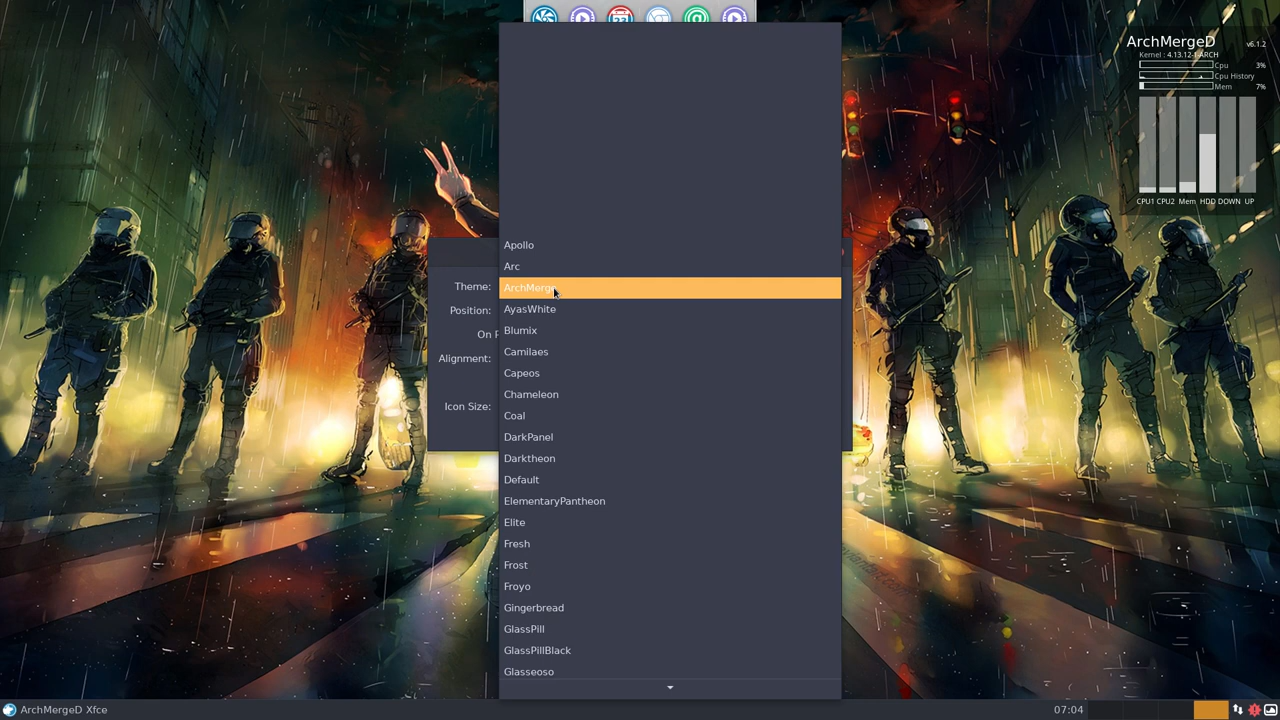 ArchMergeD
v6.1.2
Kernel : 4.13.12-1-ARCH
Cpu 3%
Cpu History
Mem 7%
CPU1 CPU2 Mem HDD DOWN UP
Theme:
Position:
Alignment:
Icon Size:
Apollo
Arc
ArchMerge
AyasWhite
Blumix
Camilaes
Capeos
Chameleon
Coal
DarkPanel
Darktheon
Default
ElementaryPantheon
Elite
Fresh
Frost
Froyo
Gingerbread
GlassPill
GlassPillBlack
Glasseoso
ArchMergeD Xfce
07:04